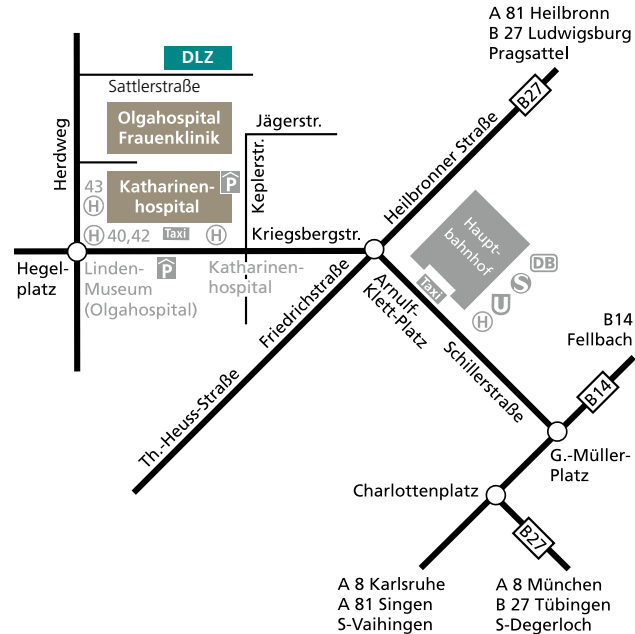 A 81 Heilbronn
B 27 Ludwigsburg
Pragsattel
DLZ
Sattlerstraße
B27
Olgahospital
Frauenklinik
Jägerstr.
Heilbronner Straße
Herdweg
Keplerstr.
43
H
Katharinen-
hospital
P
H 40,42
Taxi
H
Kriegsbergstr.
Haupt-
bahnhof
Taxi
DB
S
U
H
Hegel-
platz
Linden-
Museum
(Olgahospital)
P
Katharinen-
hospital
Friedrichstraße
Arnulf-
Klett-Platz
B14
Fellbach
Schillerstraße
Th.-Heuss-Straße
B14
G.-Müller-
Platz
Charlottenplatz
B27
A 8 Karlsruhe
A 81 Singen
S-Vaihingen
A 8 München
B 27 Tübingen
S-Degerloch